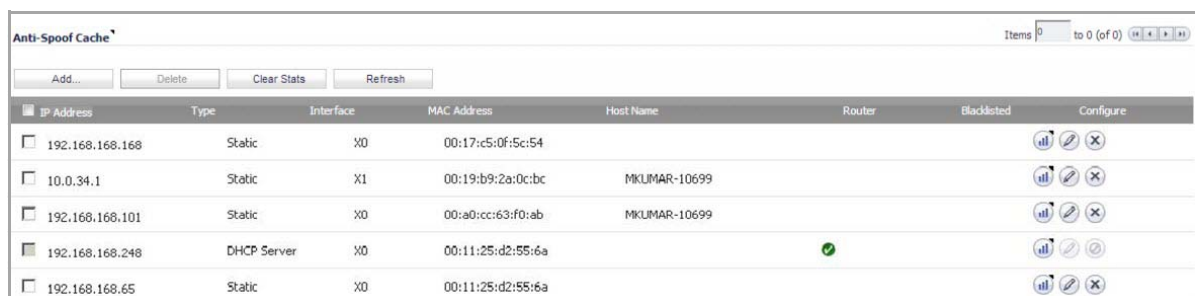 Anti-Spoof Cache
Items 0 to 0 (of 0)
Add... Delete Clear Stats Refresh
IP Address Type Interface MAC Address Host Name Router Blacklisted Configure
192.168.168.168 Static X0 00:17:c5:0f:5c:54
10.0.34.1 Static X1 00:19:b9:2a:0c:bc MKUMAR-10699
192.168.168.101 Static X0 00:a0:cc:63:f0:ab MKUMAR-10699
192.168.168.248 DHCP Server X0 00:11:25:d2:55:6a
192.168.168.65 Static X0 00:11:25:d2:55:6a